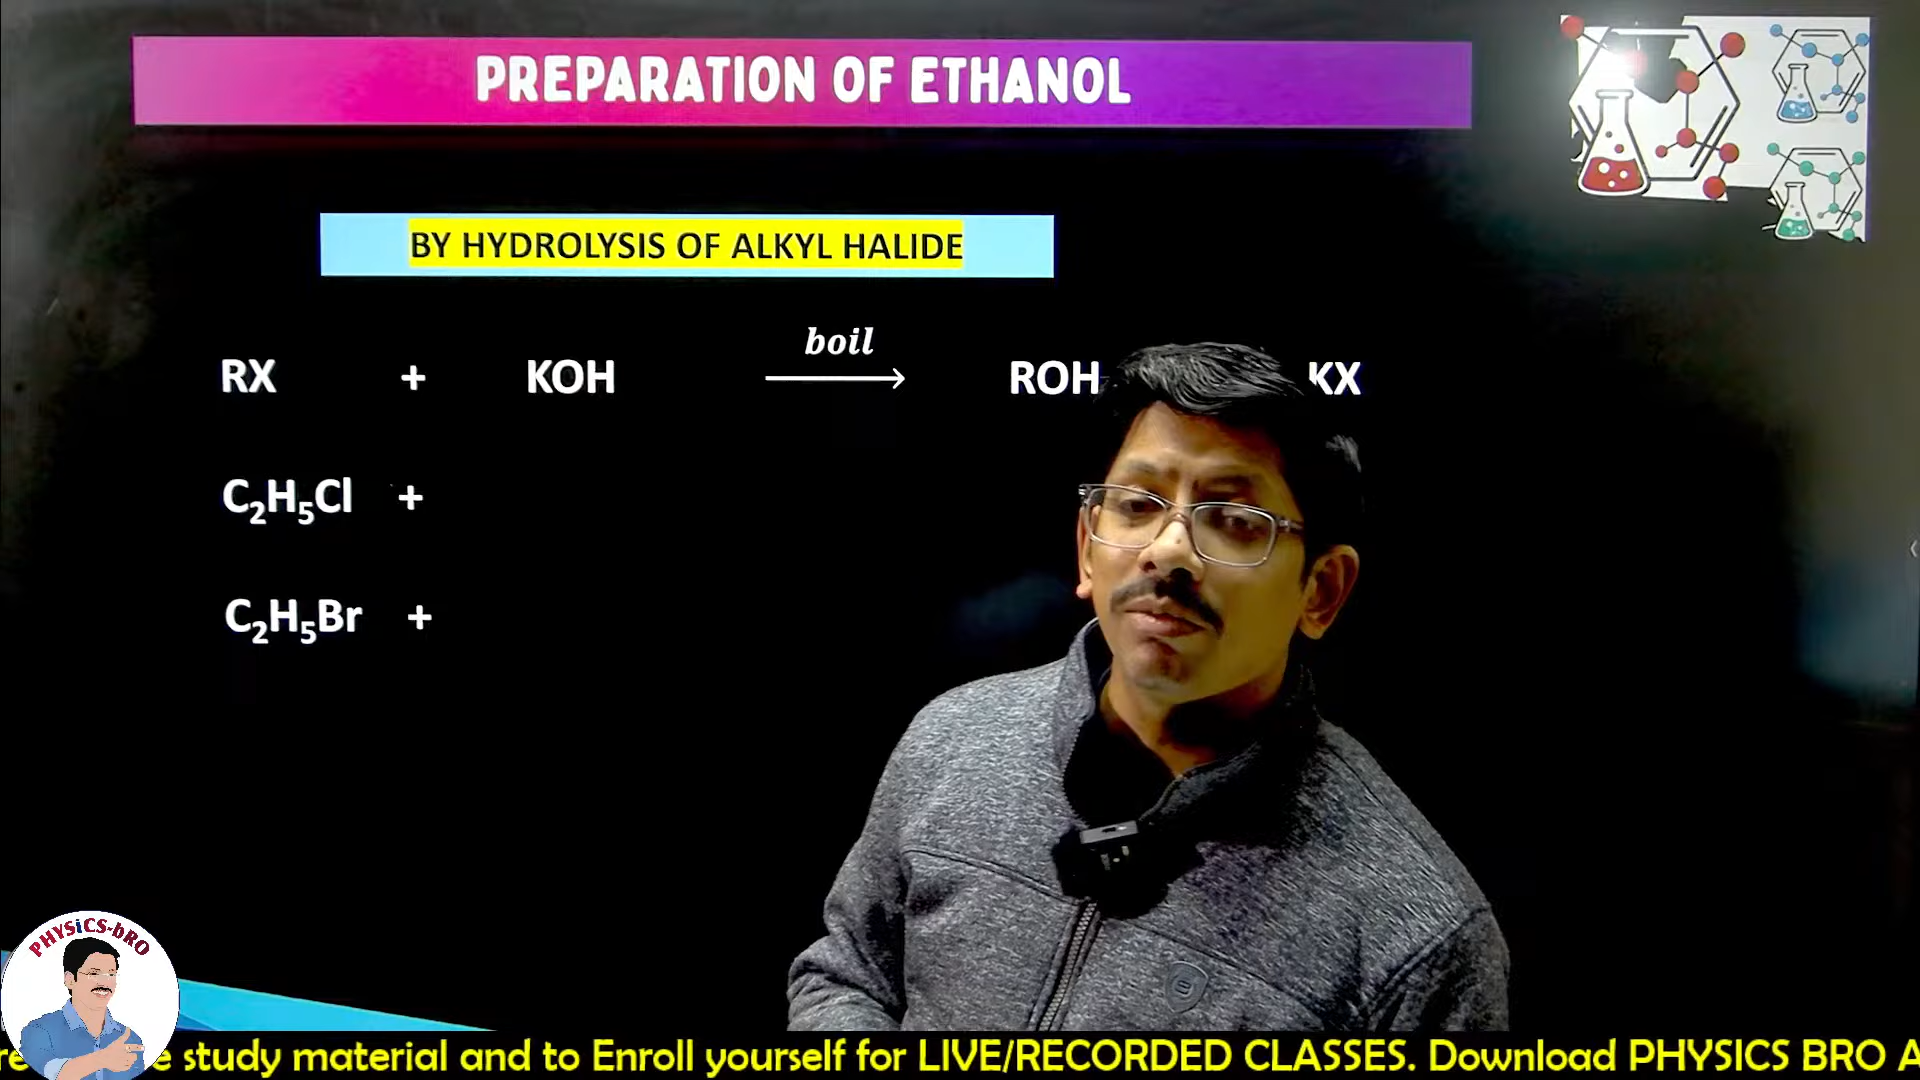 PREPARATION OF ETHANOL
BY HYDROLYSIS OF ALKYL HALIDE
boil
RX + KOH ⟶ ROH KX
C₂H₅Cl +
C₂H₅Br +
PHYSiCS-bRO
study material and to Enroll yourself for LIVE/RECORDED CLASSES. Download PHYSICS BRO